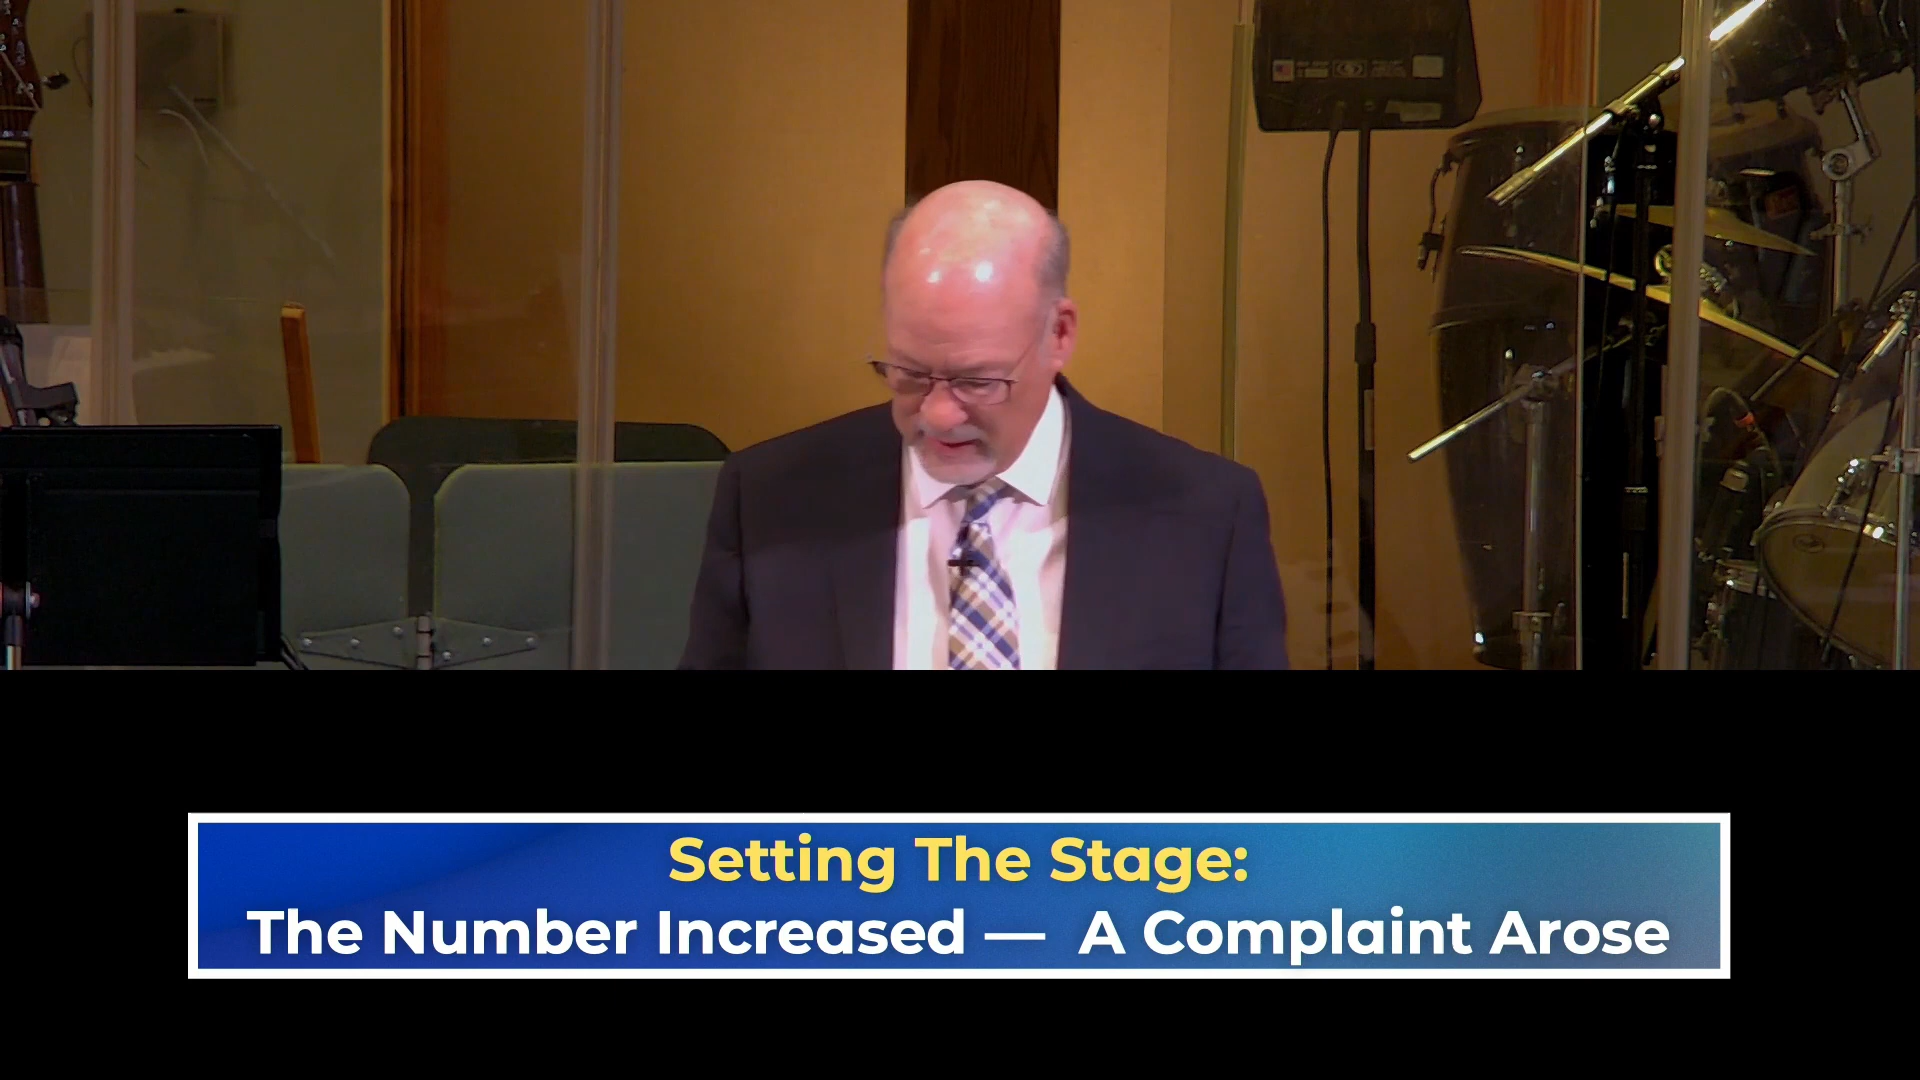 Setting The Stage:
The Number Increased — A Complaint Arose